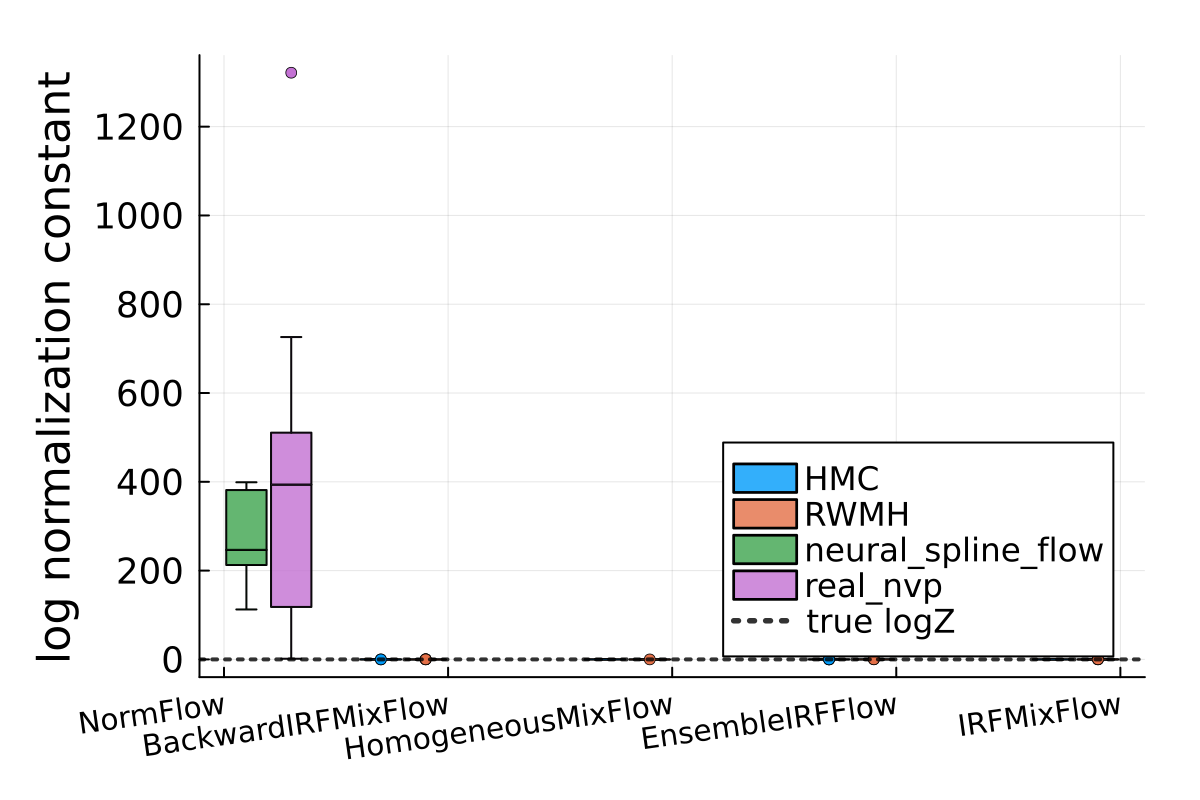 log normalization constant
1200
1000
800
600
400
200
0
HMC
RWMH
neural_spline_flow
real_nvp
true logZ
NormFlow
BackwardIRFMixFlow
HomogeneousMixFlow
EnsembleIRFFlow
IRFMixFlow